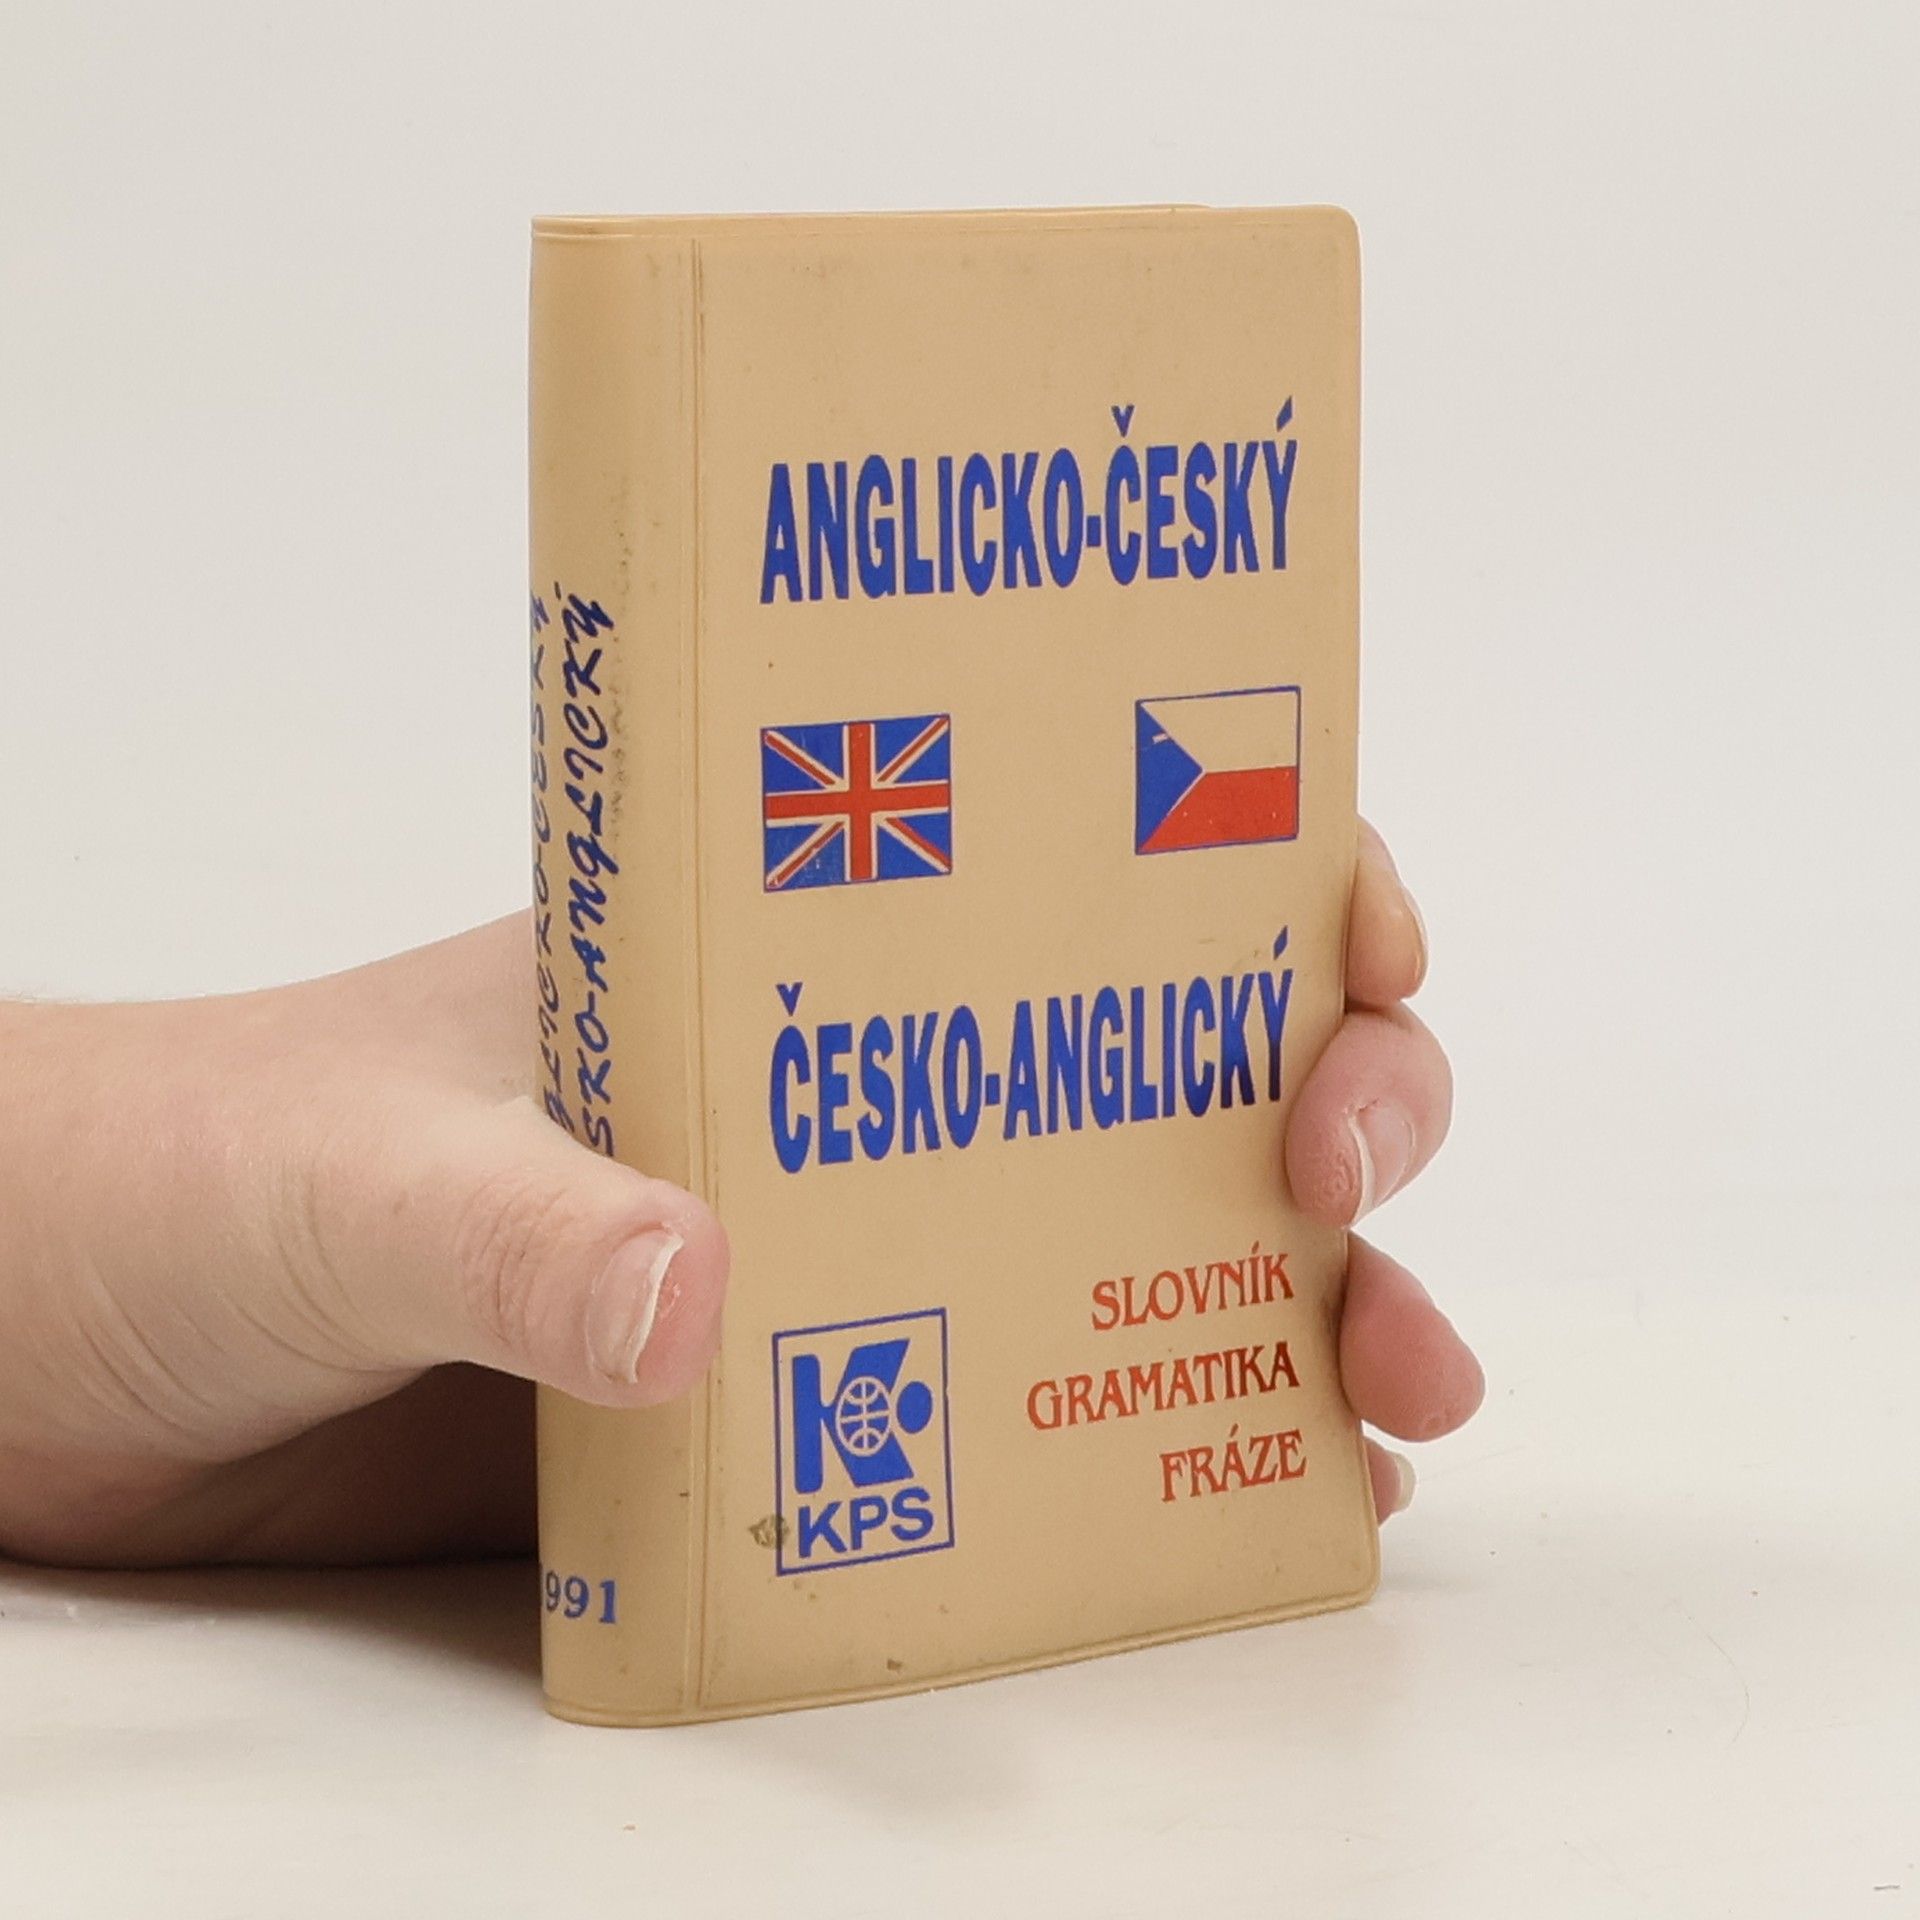 ANGLICKO-ČESKÝ
ČESKO-ANGLICKÝ
SLOVNÍK
GRAMATIKA
FRÁZE
KPS